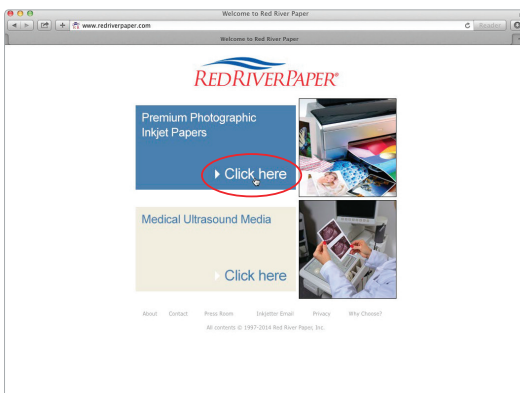 Welcome to Red River Paper
www.redriverpaper.com
Reader
Welcome to Red River Paper
REDRIVERPAPER®
Premium Photographic
Inkjet Papers
Click here
Medical Ultrasound Media
Click here
About Contact Press Room Inkjetter Email Privacy Why Choose?
All contents © 1997-2014 Red River Paper, Inc.